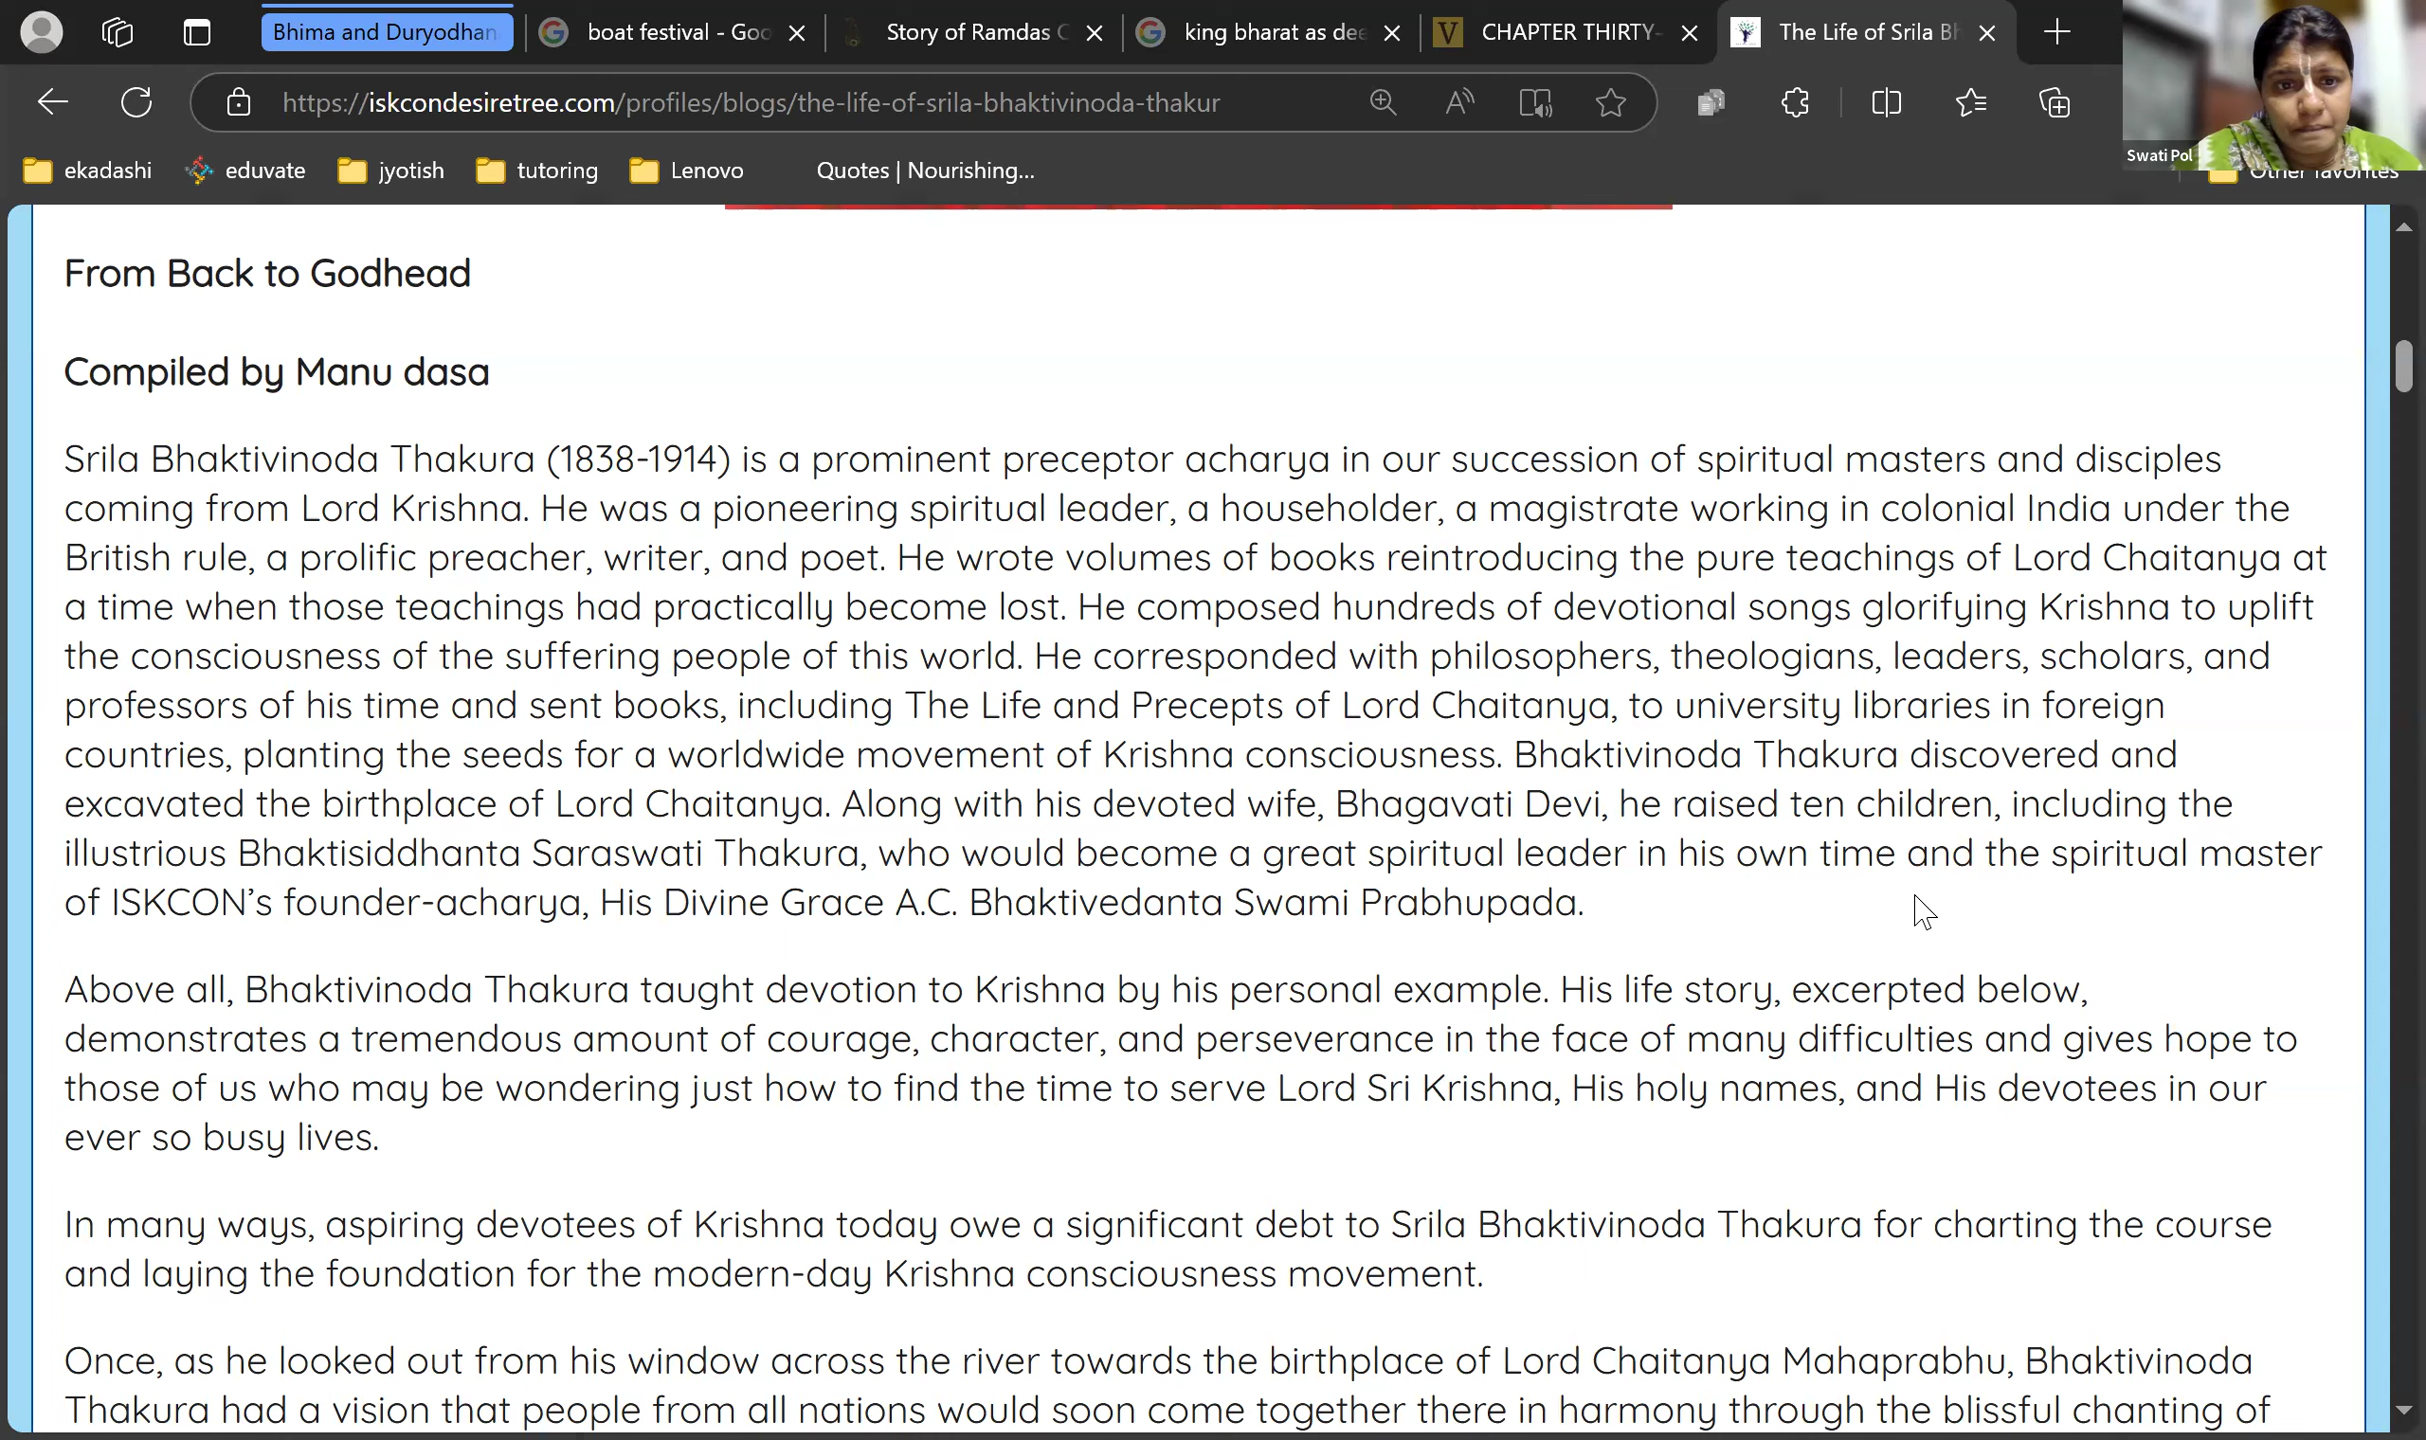 Bhima and Duryodhan
boat festival - Goo
Story of Ramdas C
king bharat as dee
CHAPTER THIRTY-
The Life of Srila Bh
https://iskcondesiretree.com/profiles/blogs/the-life-of-srila-bhaktivinoda-thakur
Swati Pol
ekadashi
eduvate
jyotish
tutoring
Lenovo
Quotes | Nourishing...
Other favorites
From Back to Godhead
Compiled by Manu dasa
Srila Bhaktivinoda Thakura (1838-1914) is a prominent preceptor acharya in our succession of spiritual masters and disciples
coming from Lord Krishna. He was a pioneering spiritual leader, a householder, a magistrate working in colonial India under the
British rule, a prolific preacher, writer, and poet. He wrote volumes of books reintroducing the pure teachings of Lord Chaitanya at
a time when those teachings had practically become lost. He composed hundreds of devotional songs glorifying Krishna to uplift
the consciousness of the suffering people of this world. He corresponded with philosophers, theologians, leaders, scholars, and
professors of his time and sent books, including The Life and Precepts of Lord Chaitanya, to university libraries in foreign
countries, planting the seeds for a worldwide movement of Krishna consciousness. Bhaktivinoda Thakura discovered and
excavated the birthplace of Lord Chaitanya. Along with his devoted wife, Bhagavati Devi, he raised ten children, including the
illustrious Bhaktisiddhanta Saraswati Thakura, who would become a great spiritual leader in his own time and the spiritual master
of ISKCON’s founder-acharya, His Divine Grace A.C. Bhaktivedanta Swami Prabhupada.
Above all, Bhaktivinoda Thakura taught devotion to Krishna by his personal example. His life story, excerpted below,
demonstrates a tremendous amount of courage, character, and perseverance in the face of many difficulties and gives hope to
those of us who may be wondering just how to find the time to serve Lord Sri Krishna, His holy names, and His devotees in our
ever so busy lives.
In many ways, aspiring devotees of Krishna today owe a significant debt to Srila Bhaktivinoda Thakura for charting the course
and laying the foundation for the modern-day Krishna consciousness movement.
Once, as he looked out from his window across the river towards the birthplace of Lord Chaitanya Mahaprabhu, Bhaktivinoda
Thakura had a vision that people from all nations would soon come together there in harmony through the blissful chanting of